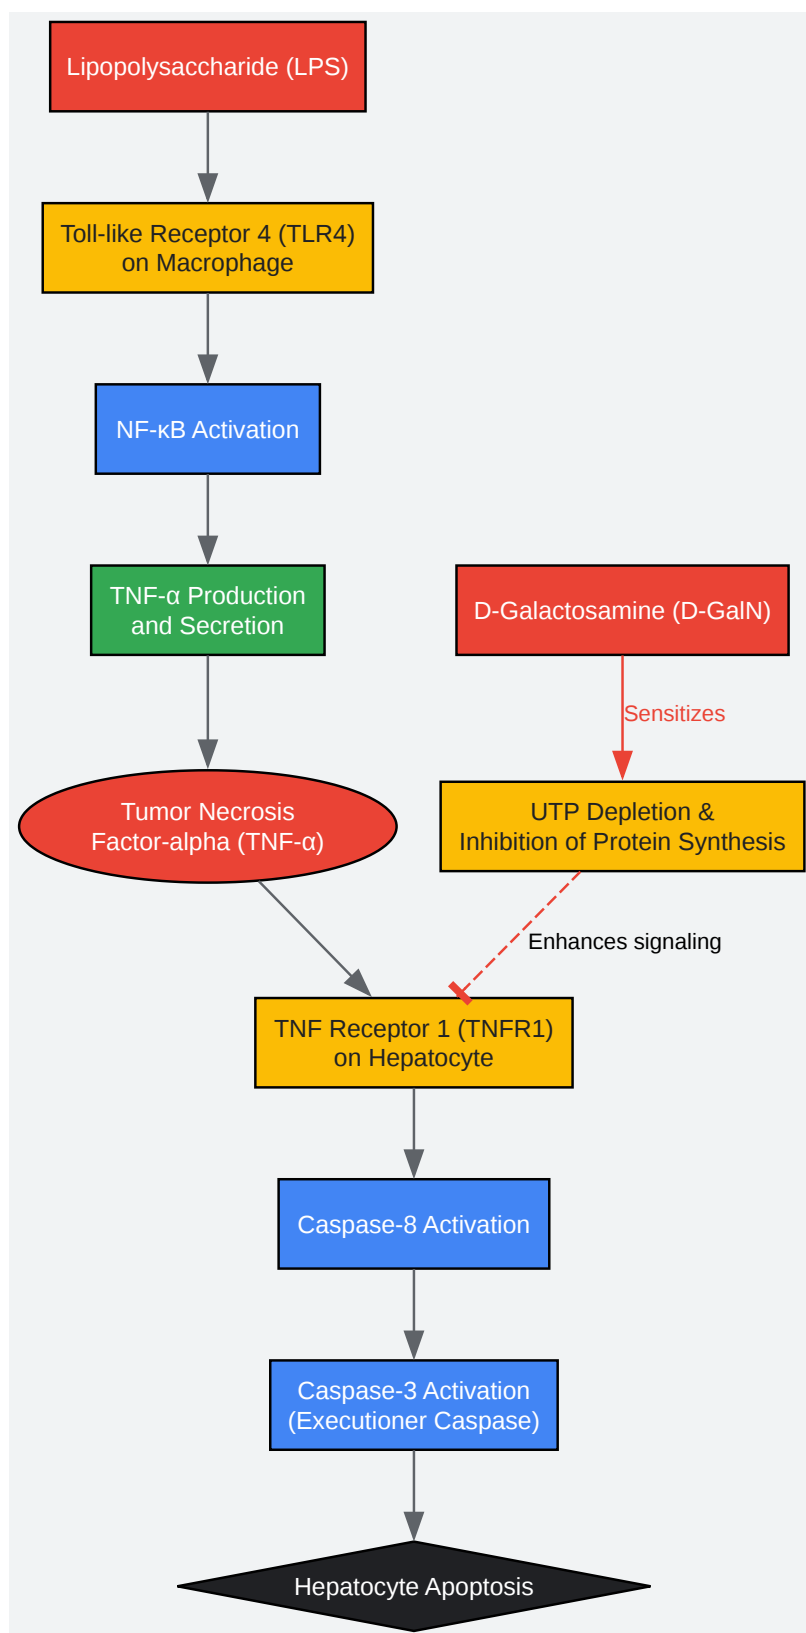 Lipopolysaccharide (LPS)
Toll-like Receptor 4 (TLR4)
on Macrophage
NF-κB Activation
TNF-α Production
and Secretion
D-Galactosamine (D-GalN)
Sensitizes
Tumor Necrosis
Factor-alpha (TNF-α)
UTP Depletion &
Inhibition of Protein Synthesis
Enhances signaling
TNF Receptor 1 (TNFR1)
on Hepatocyte
Caspase-8 Activation
Caspase-3 Activation
(Executioner Caspase)
Hepatocyte Apoptosis